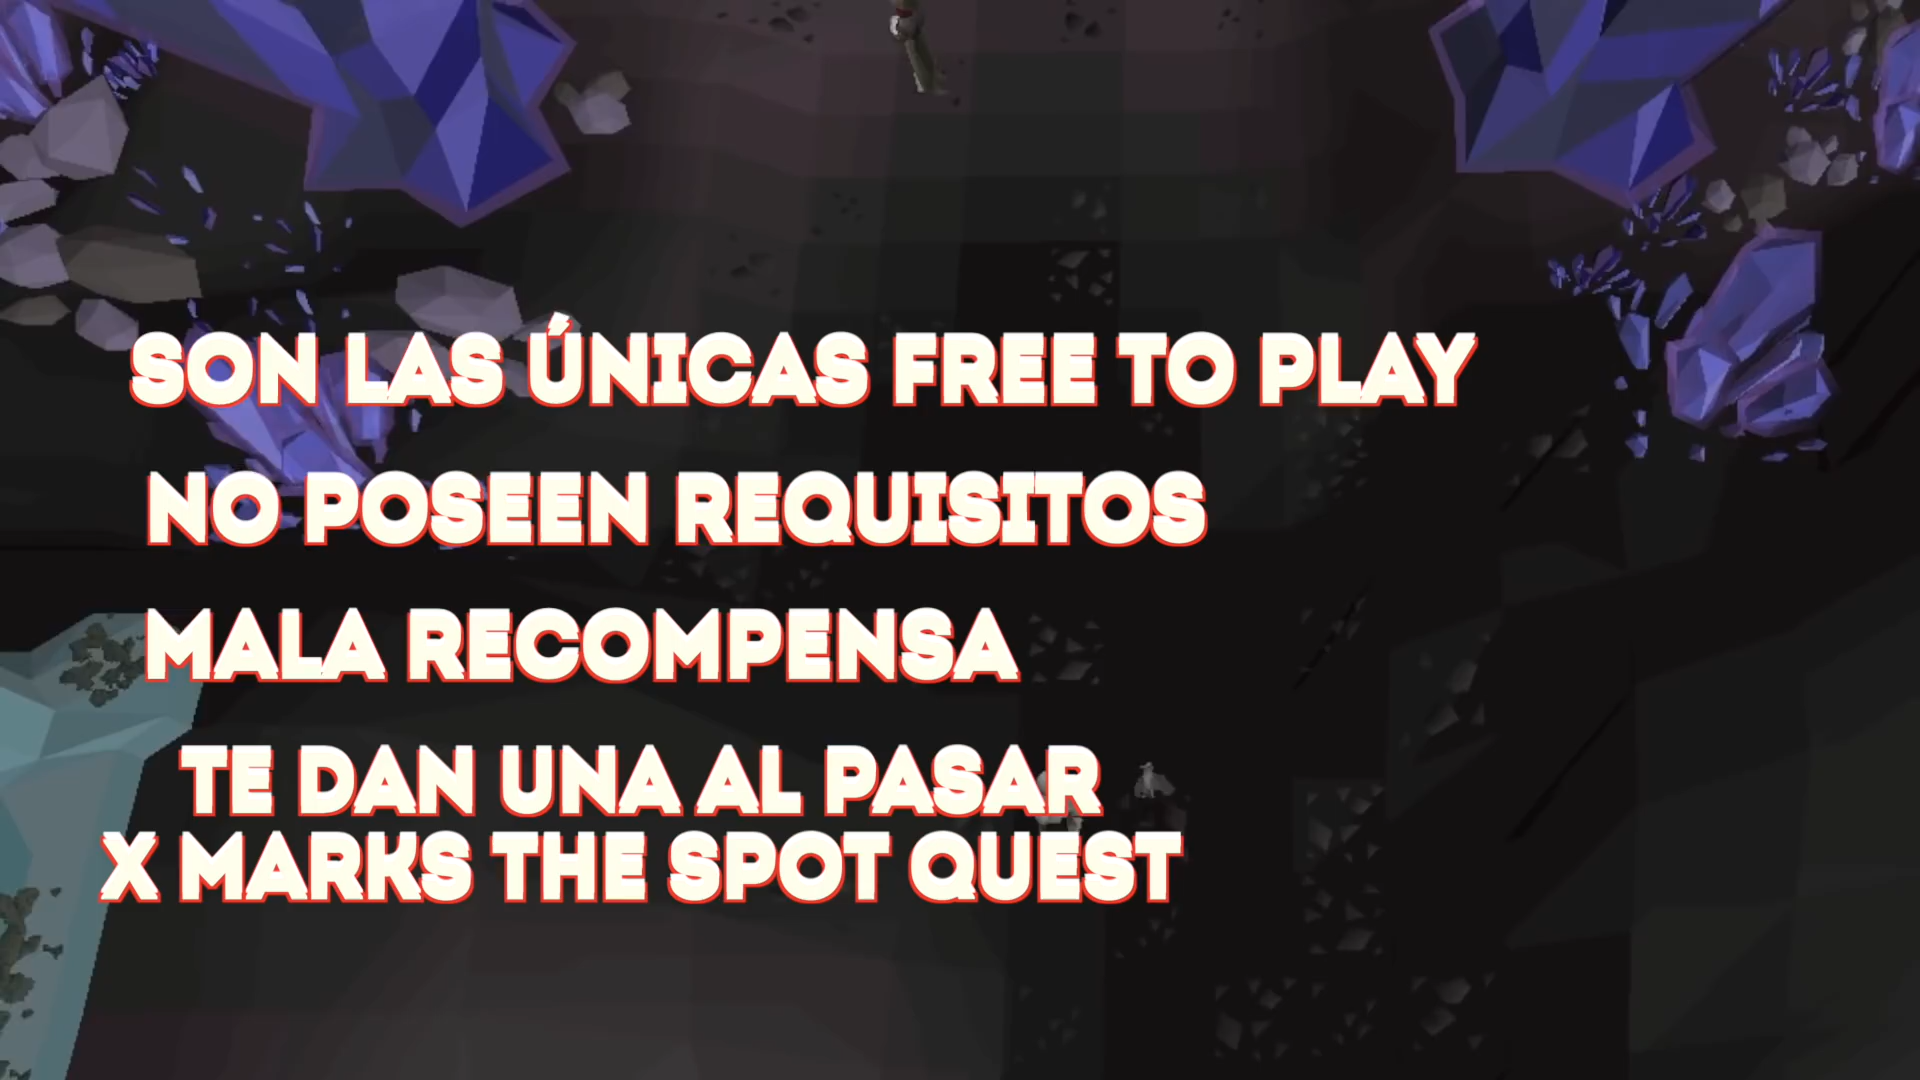 SON LAS ÚNICAS FREE TO PLAY
NO POSEEN REQUISITOS
MALA RECOMPENSA
TE DAN UNA AL PASAR
X MARKS THE SPOT QUEST